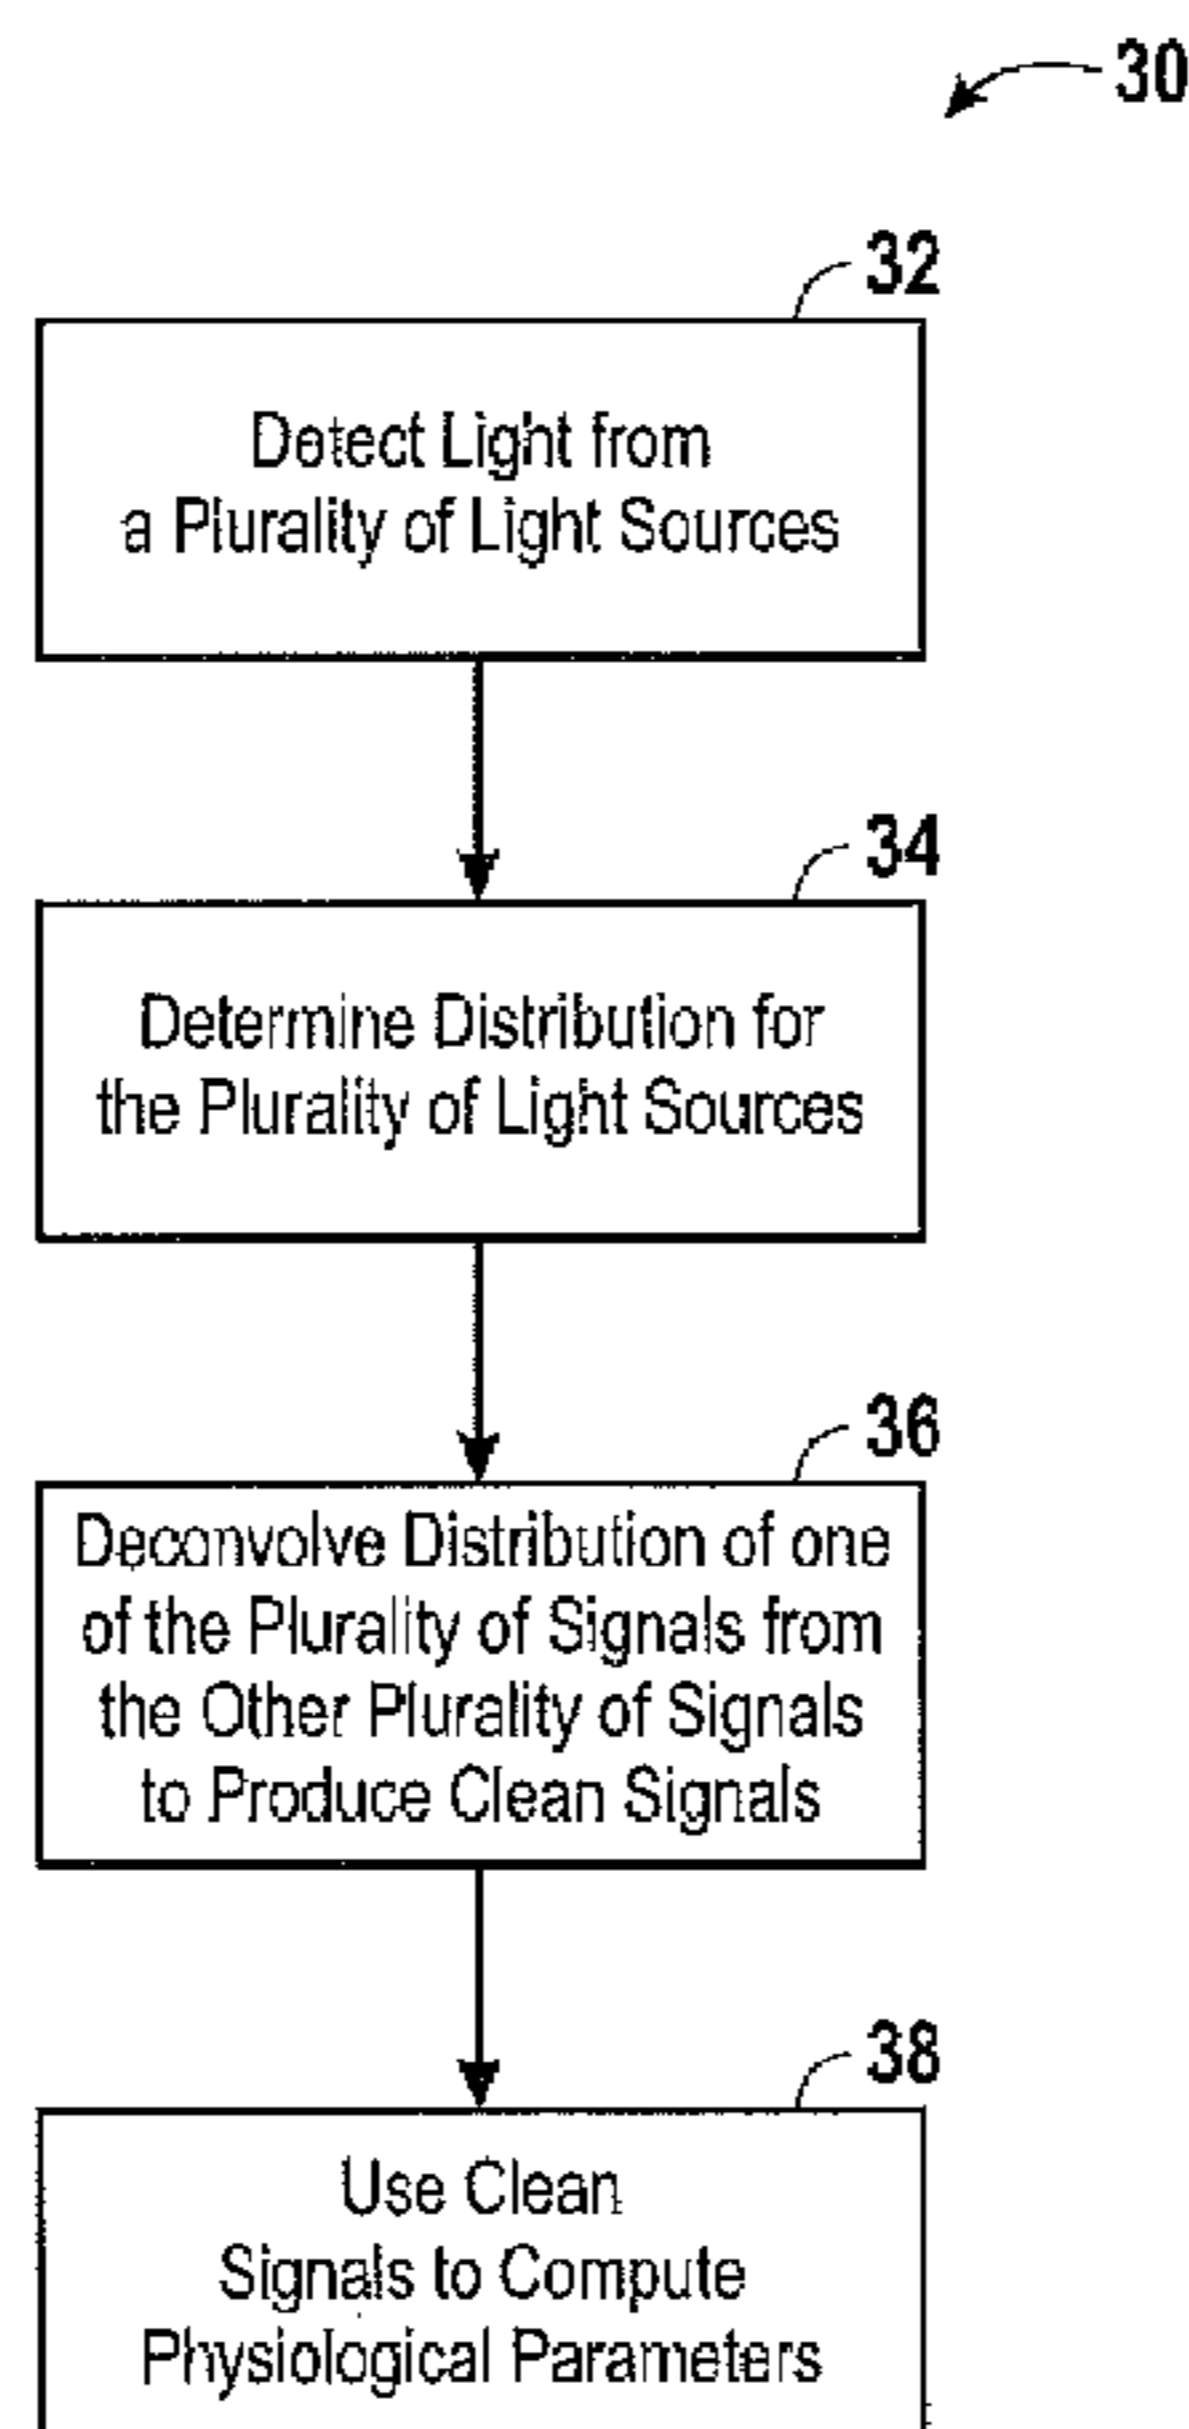 30
32
Detect Light from
a Plurality of Light Sources
34
Determine Distribution for
the Plurality of Light Sources
36
Deconvolve Distribution of one
of the Plurality of Signals from
the Other Plurality of Signals
to Produce Clean Signals
38
Use Clean
Signals to Compute
Physiological Parameters